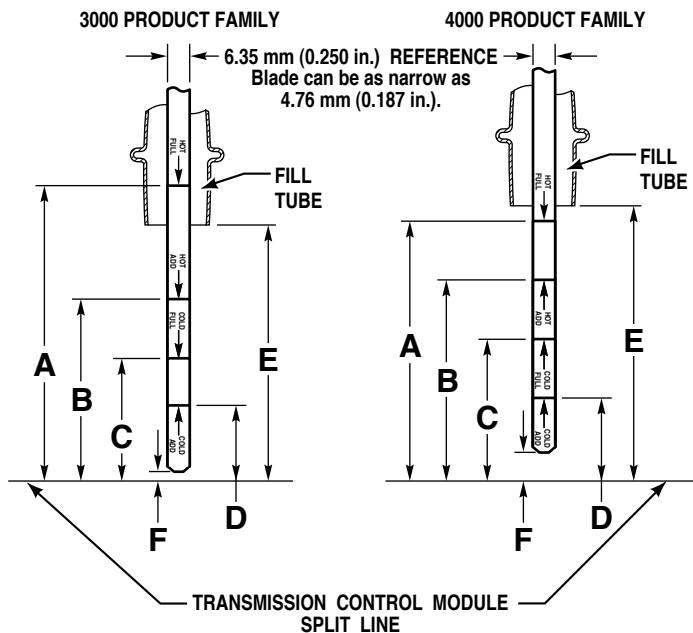 3000 PRODUCT FAMILY
4000 PRODUCT FAMILY
6.35 mm (0.250 in.) REFERENCE
Blade can be as narrow as
4.76 mm (0.187 in.).
HOT
FULL
FILL
TUBE
HOT
ADD
COLD
FULL
COLD
ADD
A
B
C
D
E
F
HOT
FULL
FILL
TUBE
HOT
ADD
COLD
FULL
COLD
ADD
A
B
C
D
E
F
TRANSMISSION CONTROL MODULE
SPLIT LINE